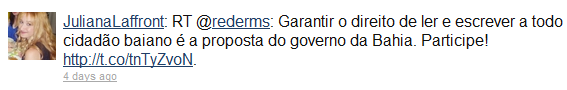 JulianaLaffront: RT @rederms: Garantir o direito de ler e escrever a todo
cidadão baiano é a proposta do governo da Bahia. Participe!
http://t.co/tnTyZvoN.
4 days ago